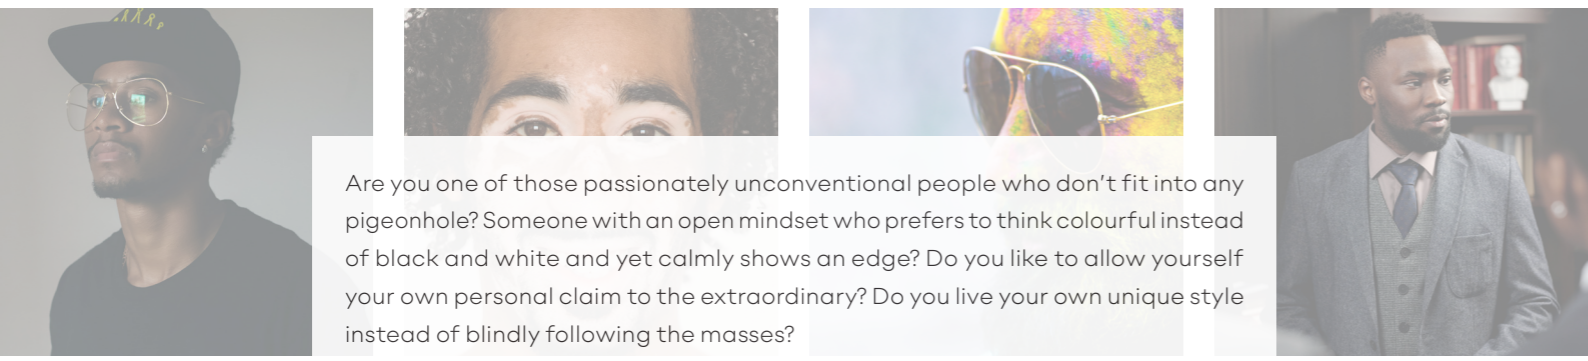 Are you one of those passionately unconventional people who don't fit into any
pigeonhole? Someone with an open mindset who prefers to think colourful instead
of black and white and yet calmly shows an edge? Do you like to allow yourself
your own personal claim to the extraordinary? Do you live your own unique style
instead of blindly following the masses?